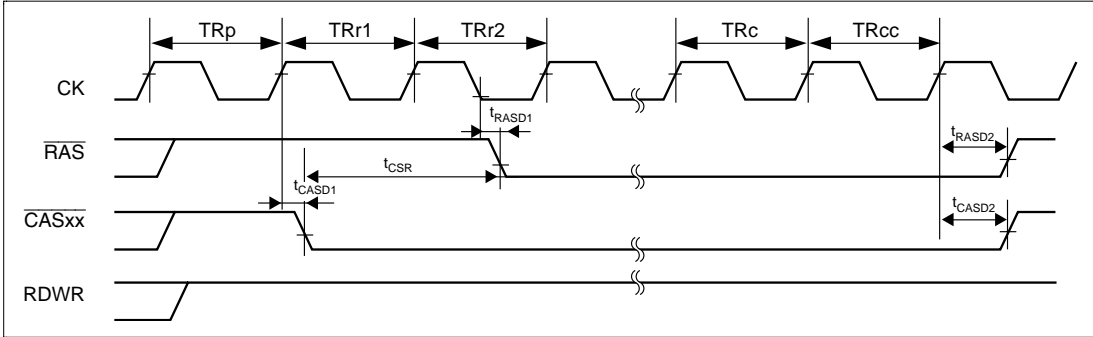 TRp TRr1 TRr2 TRc TRcc
CK
tRASD1
RAS
tRASD2
tCSR
tCASD1
CASxx
tCASD2
RDWR